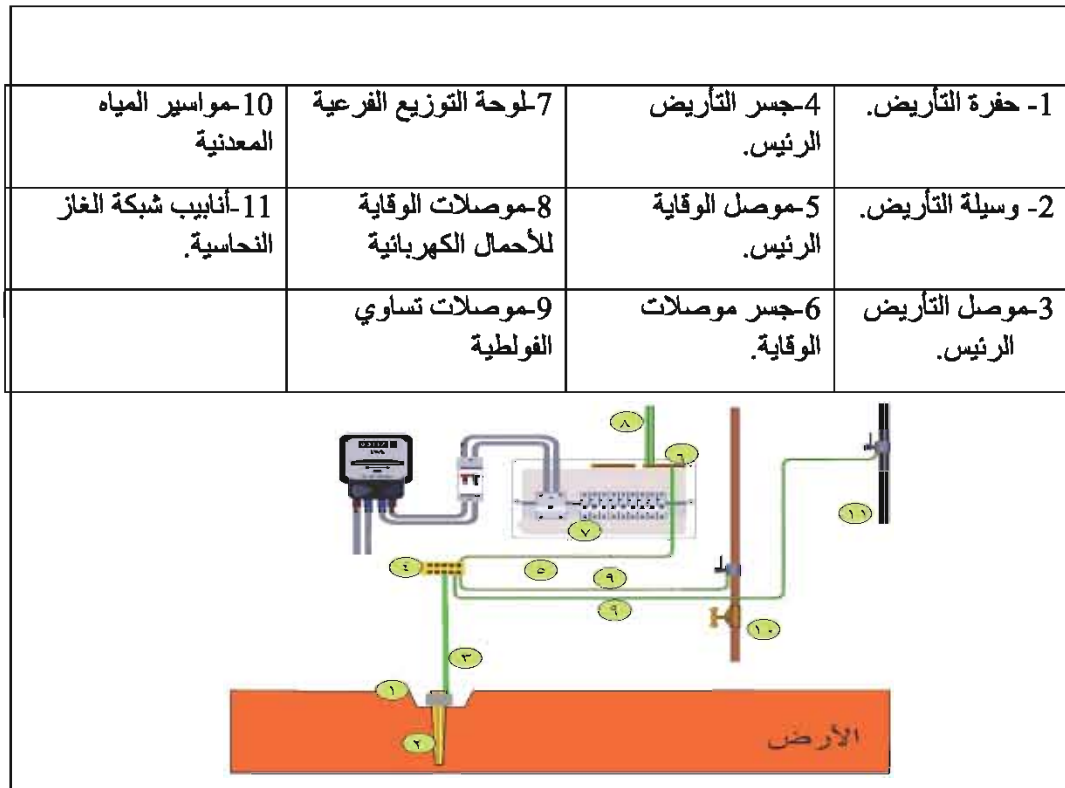 1- حفرة التأريض.
4-جسر التأريض
الرئيس.
7-لوحة التوزيع الفرعية
10-مواسير المياه
المعدنية
2- وسيلة التأريض.
5-موصل الوقاية
الرئيس.
8-موصلات الوقاية
للأحمال الكهربائية
11-أنابيب شبكة الغاز
النحاسية.
3-موصل التأريض
الرئيس.
6-جسر موصلات
الوقاية.
9-موصلات تساوي
الفولطية
٨
٦
٧
١١
٤
٥
٩
٩
١٠
٣
١
٢
الأرض